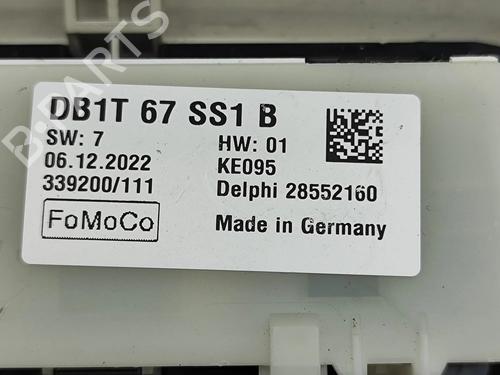 B-PARTS
DB1T 67 SS1 B
SW: 7 HW: 01
06.12.2022 KE095
339200/111 Delphi 28552160
FoMoCo Made in Germany